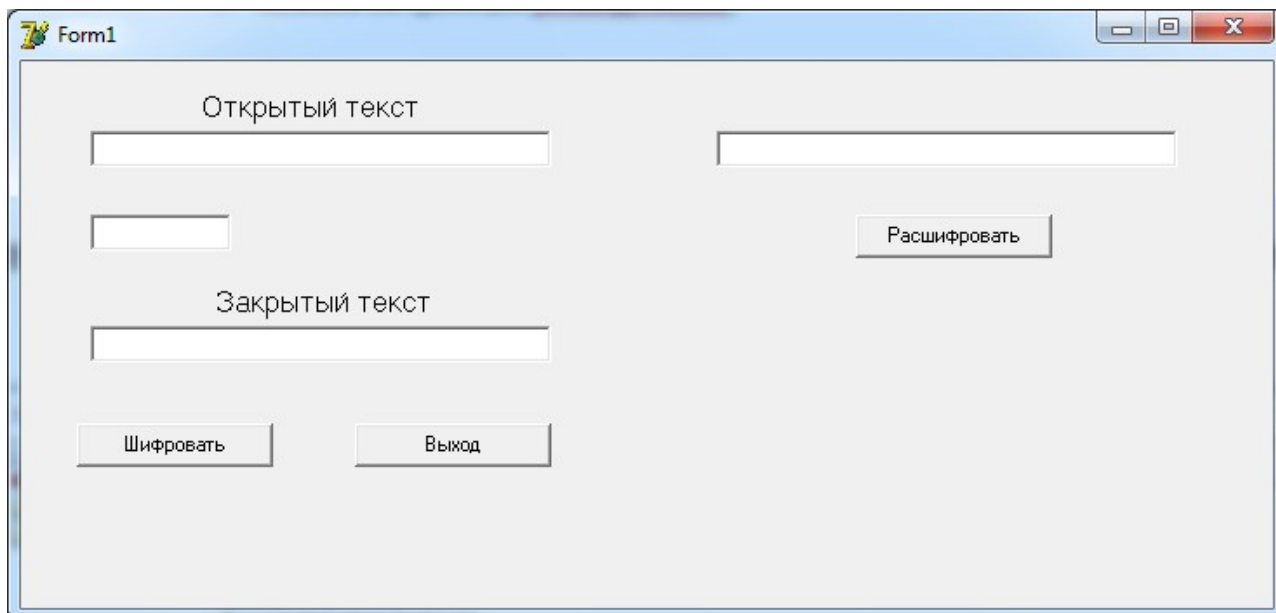 Form1
Открытый текст
Расшифровать
Закрытый текст
Шифровать
Выход